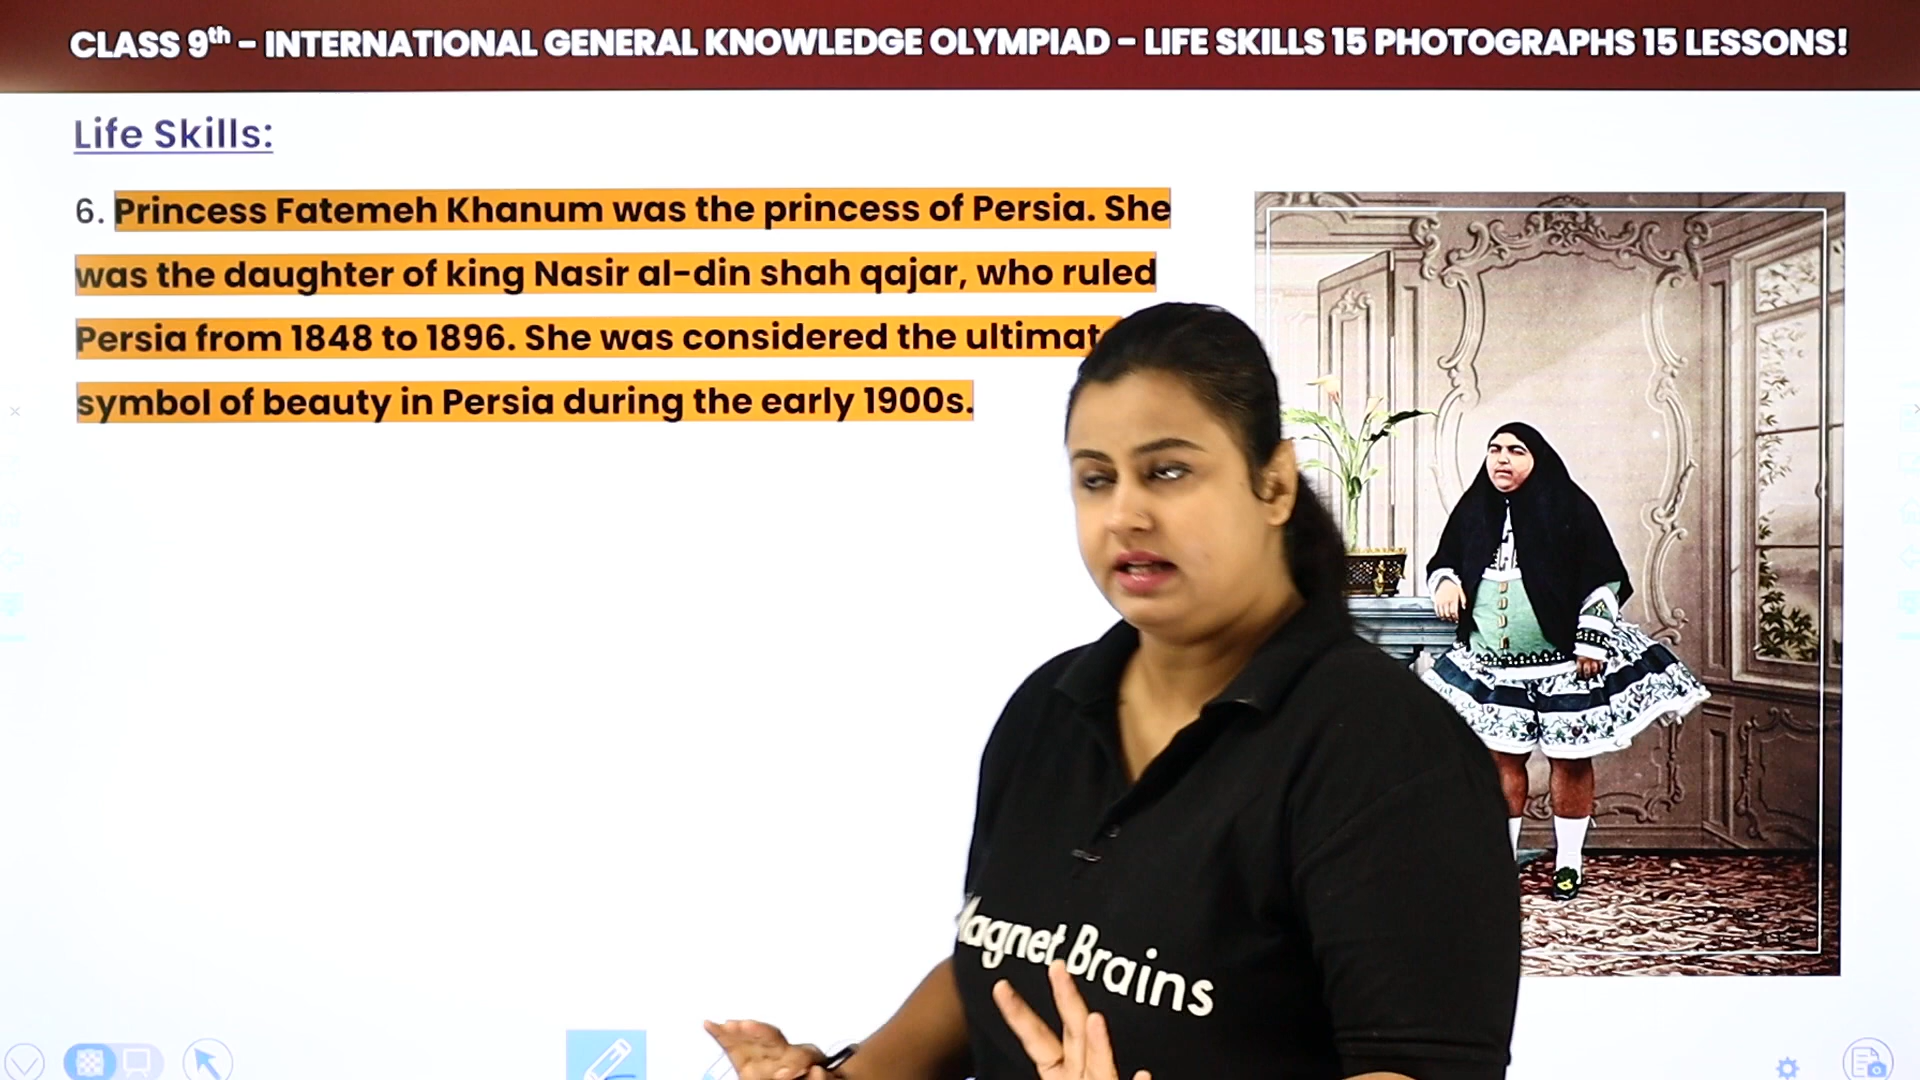 CLASS 9th - INTERNATIONAL GENERAL KNOWLEDGE OLYMPIAD - LIFE SKILLS 15 PHOTOGRAPHS 15 LESSONS!
Life Skills:
6. Princess Fatemeh Khanum was the princess of Persia. She
was the daughter of king Nasir al-din shah qajar, who ruled
Persia from 1848 to 1896. She was considered the
symbol of beauty in Persia during the early 1900s.
Brains